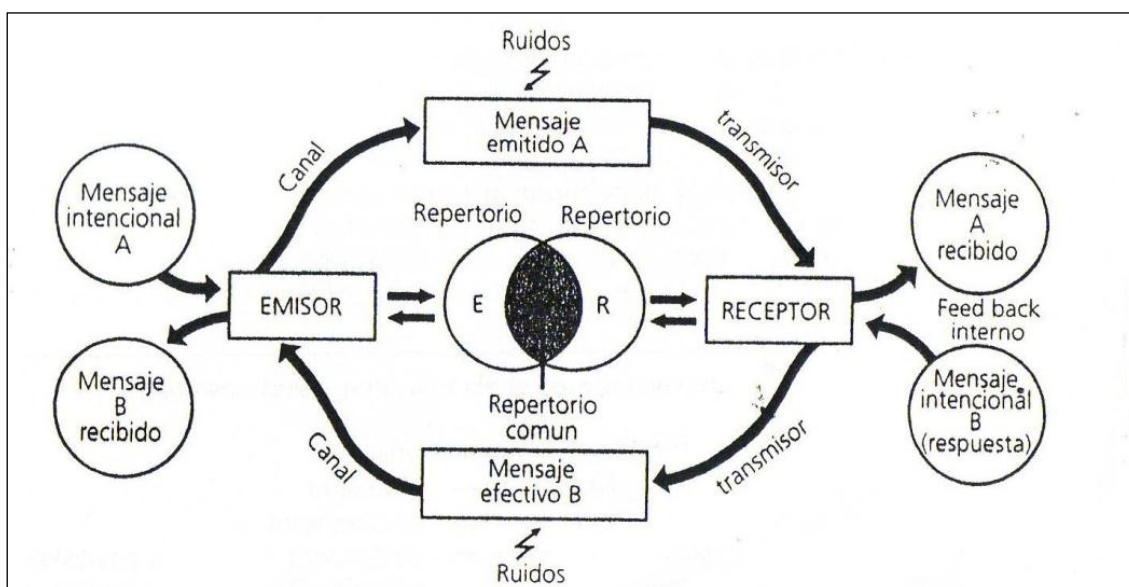 Ruidos
Mensaje
emitido A
Canal
transmisor
Mensaje
intencional
A
Repertorio
Repertorio
Mensaje
A
recibido
EMISOR
E
R
RECEPTOR
Feed back
interno
Mensaje
B
recibido
Repertorio
comun
Mensaje
intencional
B
(respuesta)
Canal
transmisor
Mensaje
efectivo B
Ruidos